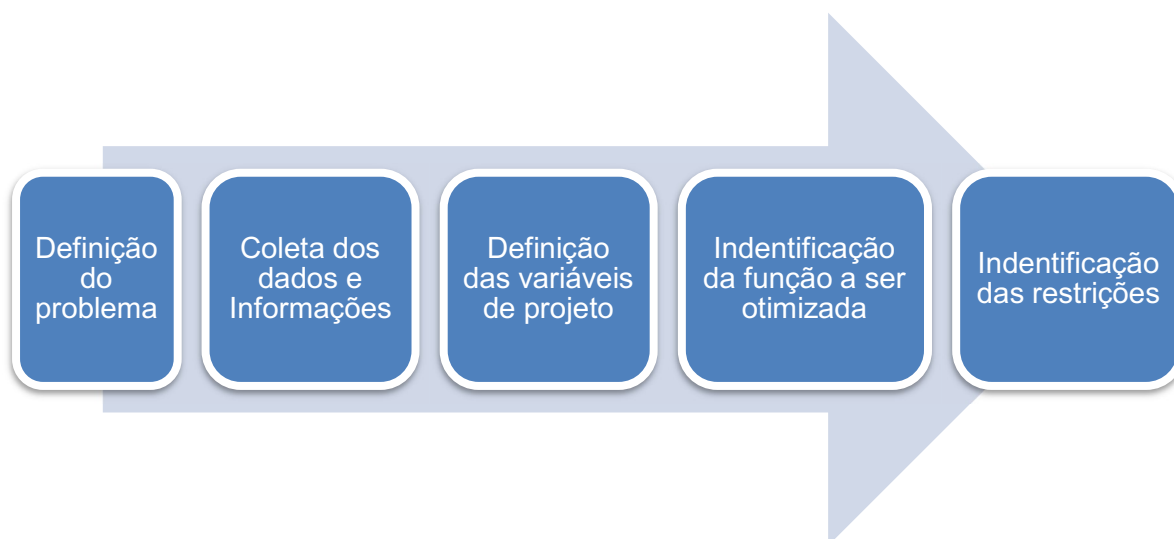 Definição
do
problema
Coleta dos
dados e
Informações
Definição
das variáveis
de projeto
Indentificação
da função a ser
otimizada
Indentificação
das restrições